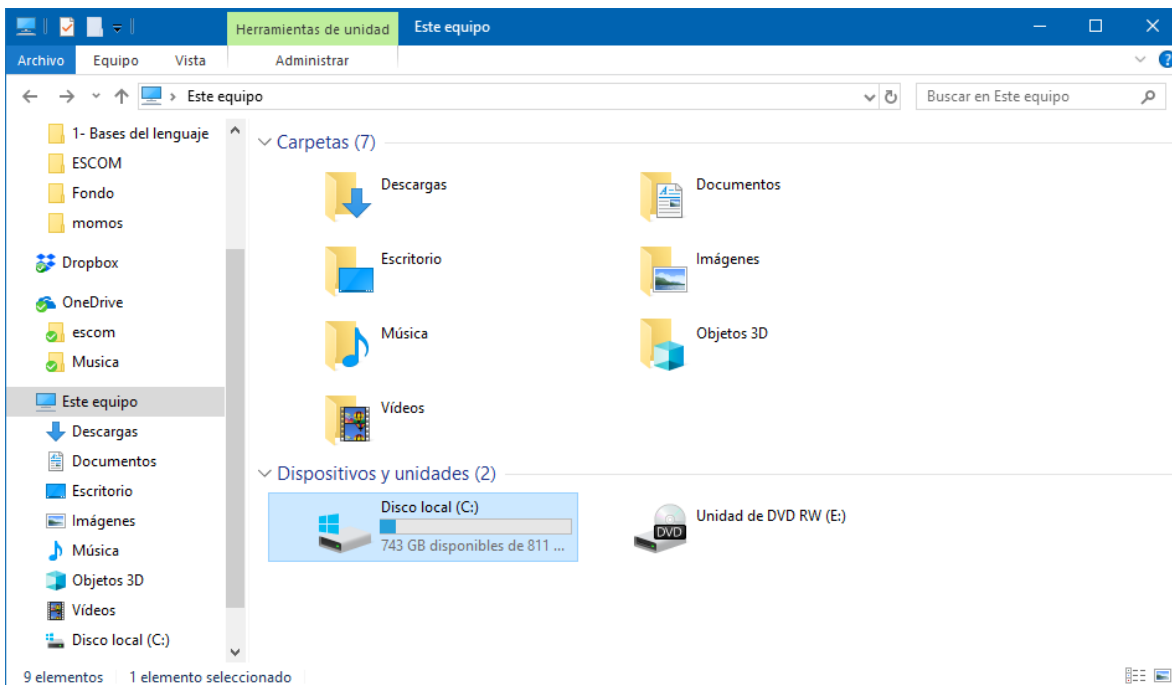 Herramientas de unidad Este equipo
Archivo Equipo Vista Administrar
Este equipo Buscar en Este equipo
1- Bases del lenguaje
ESCOM
Fondo
momos
Dropbox
OneDrive
escom
Musica
Este equipo
Descargas
Documentos
Escritorio
Imágenes
Música
Objetos 3D
Vídeos
Disco local (C:)
Carpetas (7)
Descargas
Documentos
Escritorio
Imágenes
Música
Objetos 3D
Vídeos
Dispositivos y unidades (2)
Disco local (C:)
743 GB disponibles de 811 ...
DVD
Unidad de DVD RW (E:)
9 elementos 1 elemento seleccionado